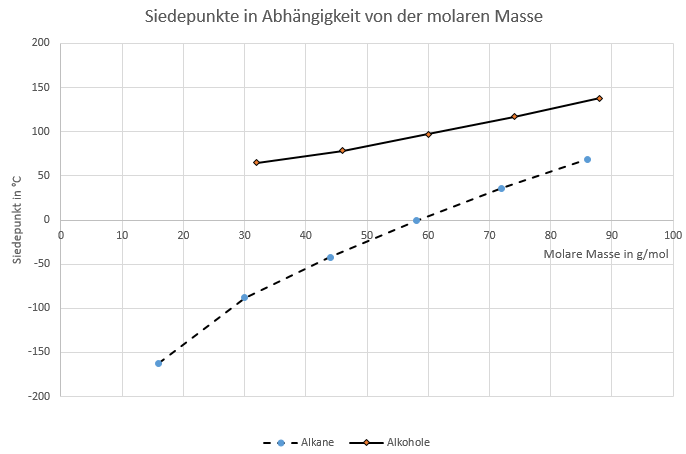 Siedepunkte in Abhängigkeit von der molaren Masse
200
150
100
50
0
-50
-100
-150
-200
Siedepunkt in °C
0 10 20 30 40 50 60 70 80 90 100
Molare Masse in g/mol
Alkane Alkohole